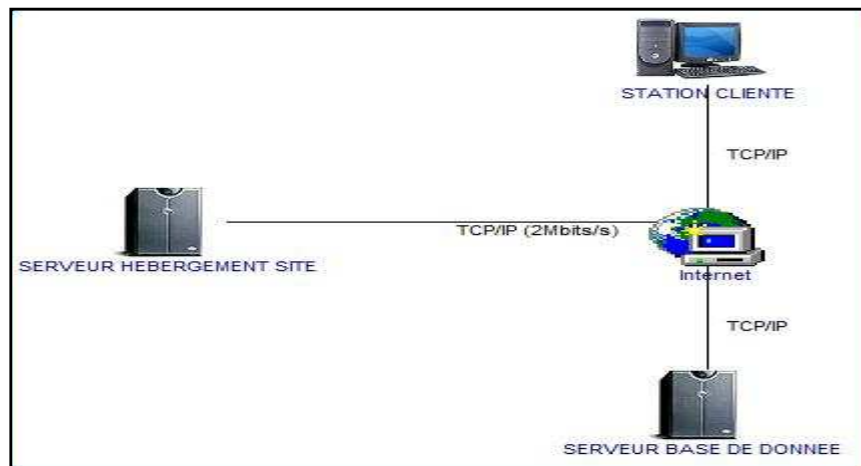 STATION CLIENTE
TCP/IP
TCP/IP (2Mbits/s)
SERVEUR HEBERGEMENT SITE
Internet
TCP/IP
SERVEUR BASE DE DONNEE